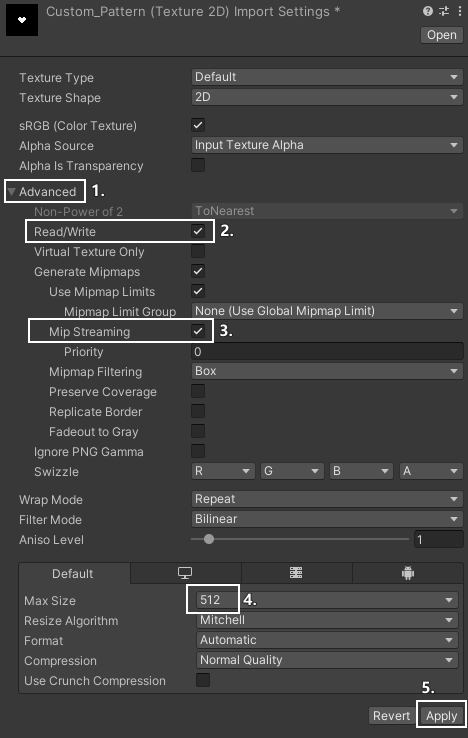 Custom_Pattern (Texture 2D) Import Settings *
Open
Texture Type Default
Texture Shape 2D
sRGB (Color Texture)
Alpha Source Input Texture Alpha
Alpha Is Transparency
Advanced 1.
Non-Power of 2 ToNearest
Read/Write 2.
Virtual Texture Only
Generate Mipmaps
Use Mipmap Limits
Mipmap Limit Group None (Use Global Mipmap Limit)
Mip Streaming 3.
Priority 0
Mipmap Filtering Box
Preserve Coverage
Replicate Border
Fadeout to Gray
Ignore PNG Gamma
Swizzle R G B A
Wrap Mode Repeat
Filter Mode Bilinear
Aniso Level 1
Default
Max Size 512 4.
Resize Algorithm Mitchell
Format Automatic
Compression Normal Quality
Use Crunch Compression
5.
Revert Apply